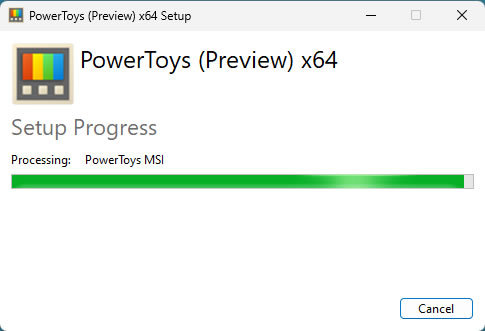 PowerToys (Preview) x64 Setup
PowerToys (Preview) x64
Setup Progress
Processing: PowerToys MSI
Cancel